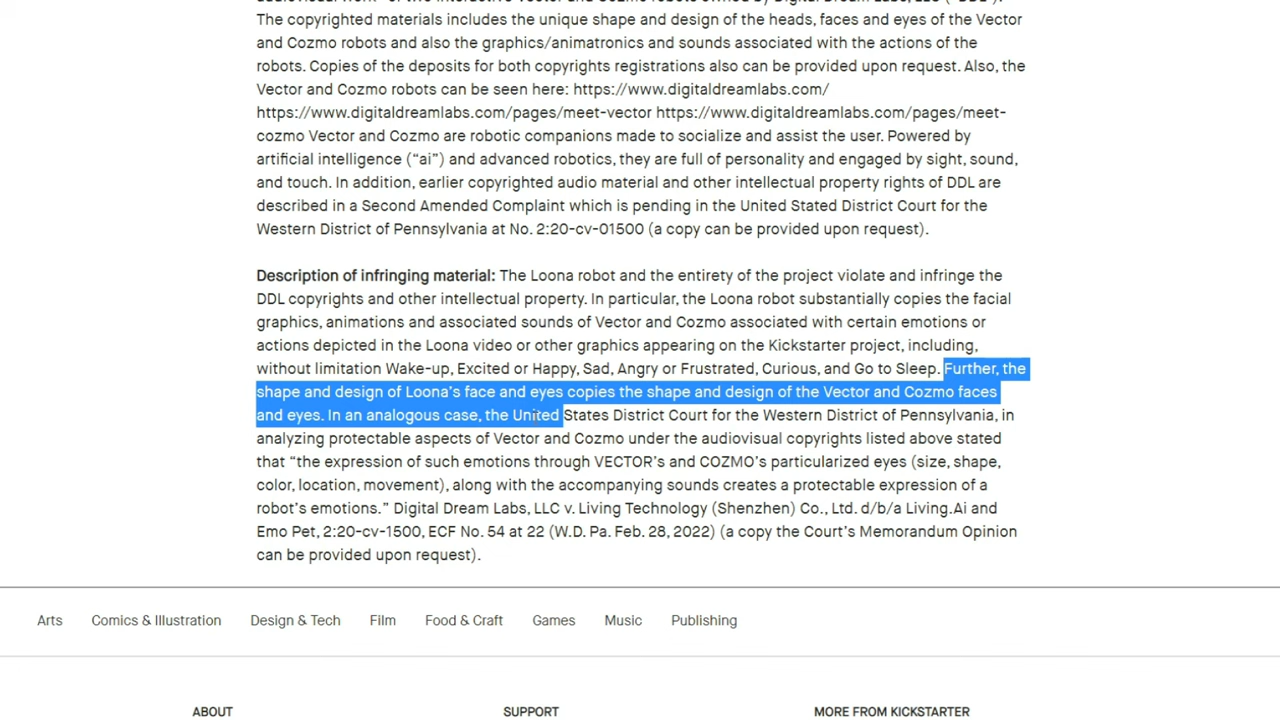 The copyrighted materials includes the unique shape and design of the heads, faces and eyes of the Vector
and Cozmo robots and also the graphics/animatronics and sounds associated with the actions of the
robots. Copies of the deposits for both copyrights registrations also can be provided upon request. Also, the
Vector and Cozmo robots can be seen here: https://www.digitaldreamlabs.com/
https://www.digitaldreamlabs.com/pages/meet-vector https://www.digitaldreamlabs.com/pages/meet-
cozmo Vector and Cozmo are robotic companions made to socialize and assist the user. Powered by
artificial intelligence (“ai”) and advanced robotics, they are full of personality and engaged by sight, sound,
and touch. In addition, earlier copyrighted audio material and other intellectual property rights of DDL are
described in a Second Amended Complaint which is pending in the United Stated District Court for the
Western District of Pennsylvania at No. 2:20-cv-01500 (a copy can be provided upon request).
Description of infringing material: The Loona robot and the entirety of the project violate and infringe the
DDL copyrights and other intellectual property. In particular, the Loona robot substantially copies the facial
graphics, animations and associated sounds of Vector and Cozmo associated with certain emotions or
actions depicted in the Loona video or other graphics appearing on the Kickstarter project, including,
without limitation Wake-up, Excited or Happy, Sad, Angry or Frustrated, Curious, and Go to Sleep. Further, the
shape and design of Loona’s face and eyes copies the shape and design of the Vector and Cozmo faces
and eyes. In an analogous case, the United States District Court for the Western District of Pennsylvania, in
analyzing protectable aspects of Vector and Cozmo under the audiovisual copyrights listed above stated
that “the expression of such emotions through VECTOR’s and COZMO’s particularized eyes (size, shape,
color, location, movement), along with the accompanying sounds creates a protectable expression of a
robot’s emotions.” Digital Dream Labs, LLC v. Living Technology (Shenzhen) Co., Ltd. d/b/a Living.Ai and
Emo Pet, 2:20-cv-1500, ECF No. 54 at 22 (W.D. Pa. Feb. 28, 2022) (a copy the Court’s Memorandum Opinion
can be provided upon request).
Arts Comics & Illustration Design & Tech Film Food & Craft Games Music Publishing
ABOUT SUPPORT MORE FROM KICKSTARTER